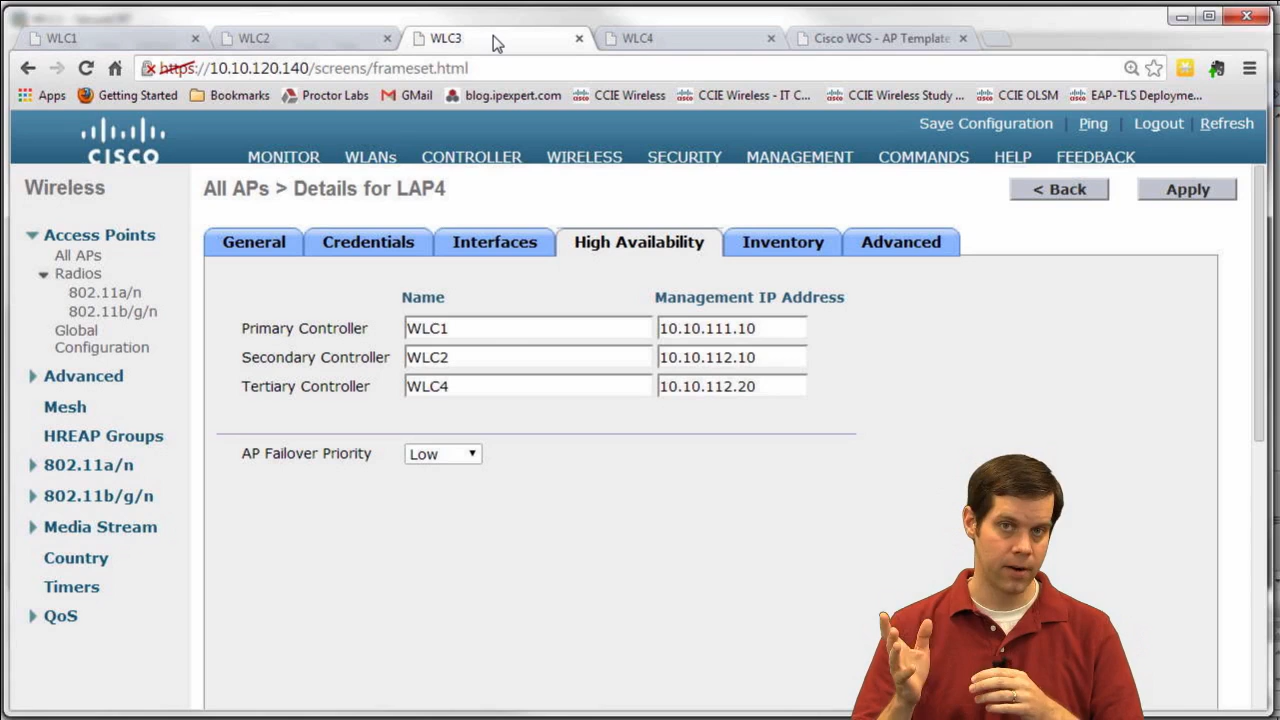 WLC1
WLC2
WLC3
WLC4
Cisco WCS - AP Template
https://10.10.120.140/screens/frameset.html
Apps
Getting Started
Bookmarks
Proctor Labs
GMail
blog.ipexpert.com
CCIE Wireless
CCIE Wireless - IT C...
CCIE Wireless Study ...
CCIE OLSM
EAP-TLS Deployme...
Save Configuration | Ping | Logout | Refresh
CISCO
MONITOR WLANs CONTROLLER WIRELESS SECURITY MANAGEMENT COMMANDS HELP FEEDBACK
Wireless
Access Points
All APs
Radios
802.11a/n
802.11b/g/n
Global
Configuration
Advanced
Mesh
HREAP Groups
802.11a/n
802.11b/g/n
Media Stream
Country
Timers
QoS
All APs > Details for LAP4
< Back
Apply
General
Credentials
Interfaces
High Availability
Inventory
Advanced
Name Management IP Address
Primary Controller WLC1 10.10.111.10
Secondary Controller WLC2 10.10.112.10
Tertiary Controller WLC4 10.10.112.20
AP Failover Priority Low